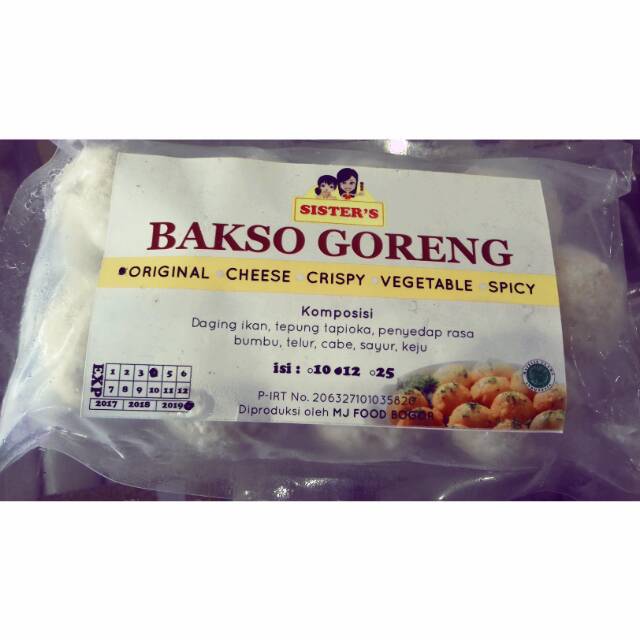 SISTER'S
BAKSO GORENG
ORIGINAL CHEESE CRISPY VEGETABLE SPICY
Komposisi
Daging ikan, tepung tapioka, penyedap rasa
bumbu, telur, cabe, sayur, keju
isi : 10 12 25
EXP
1 2 3 5 6
7 8 9 10 11 12
2017 2018 2019
P-IRT No. 206327101035820
Diproduksi oleh MJ FOOD BOGOR